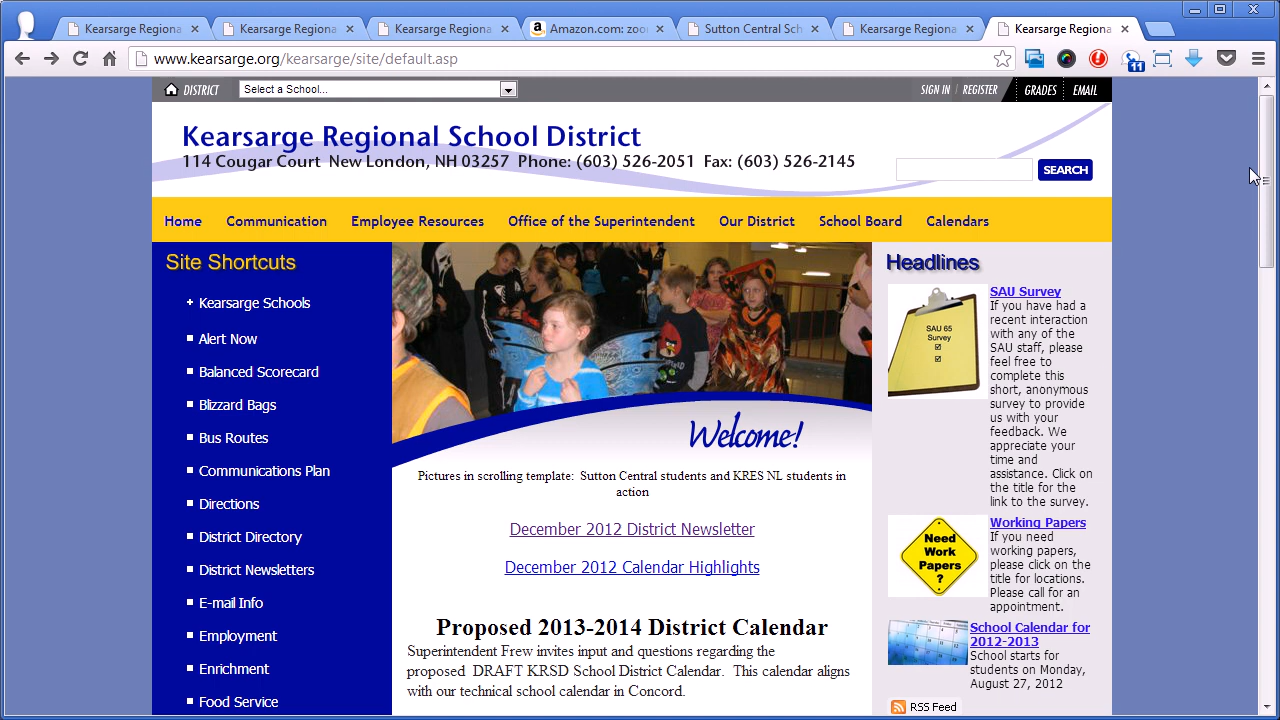 Kearsarge Regiona
Kearsarge Regiona
Kearsarge Regiona
Amazon.com: zoo
Sutton Central Sch
Kearsarge Regiona
Kearsarge Regiona
www.kearsarge.org/kearsarge/site/default.asp
11
DISTRICT
Select a School...
SIGN IN | REGISTER
GRADES
EMAIL
Kearsarge Regional School District
114 Cougar Court New London, NH 03257 Phone: (603) 526-2051 Fax: (603) 526-2145
SEARCH
Home Communication Employee Resources Office of the Superintendent Our District School Board Calendars
Site Shortcuts
Kearsarge Schools
Alert Now
Balanced Scorecard
Blizzard Bags
Bus Routes
Communications Plan
Directions
District Directory
District Newsletters
E-mail Info
Employment
Enrichment
Food Service
Welcome!
Pictures in scrolling template: Sutton Central students and KRES NL students in
action
December 2012 District Newsletter
December 2012 Calendar Highlights
Proposed 2013-2014 District Calendar
Superintendent Frew invites input and questions regarding the
proposed DRAFT KRSD School District Calendar. This calendar aligns
with our technical school calendar in Concord.
Headlines
SAU 65
Survey
SAU Survey
If you have had a
recent interaction
with any of the
SAU staff, please
feel free to
complete this
short, anonymous
survey to provide
us with your
feedback. We
appreciate your
time and
assistance. Click on
the title for the
link to the survey.
Need
Work
Papers
?
Working Papers
If you need
working papers,
please click on the
title for locations.
Please call for an
appointment.
School Calendar for
2012-2013
School starts for
students on Monday,
August 27, 2012
RSS Feed